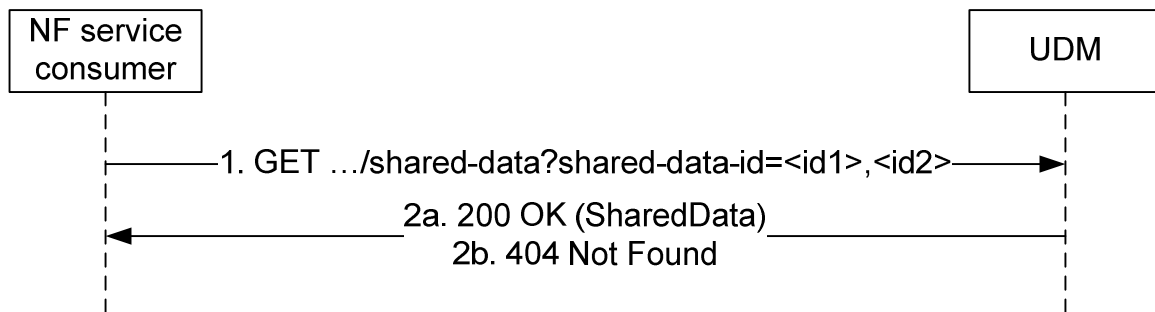 NF service
consumer
UDM
1. GET …/shared-data?shared-data-id=<id1>,<id2>
2a. 200 OK (SharedData)
2b. 404 Not Found